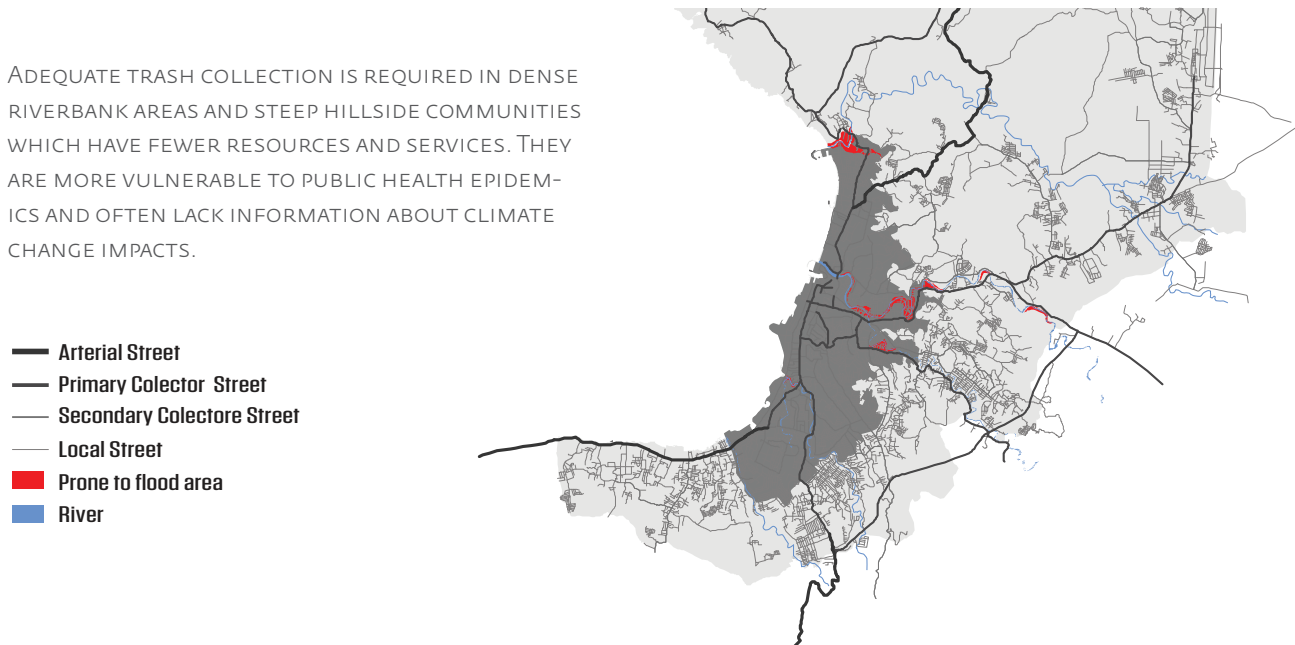 Adequate trash collection is required in dense
riverbank areas and steep hillside communities
which have fewer resources and services. They
are more vulnerable to public health epidem-
ics and often lack information about climate
change impacts.
Arterial Street
Primary Colector Street
Secondary Colectore Street
Local Street
Prone to flood area
River